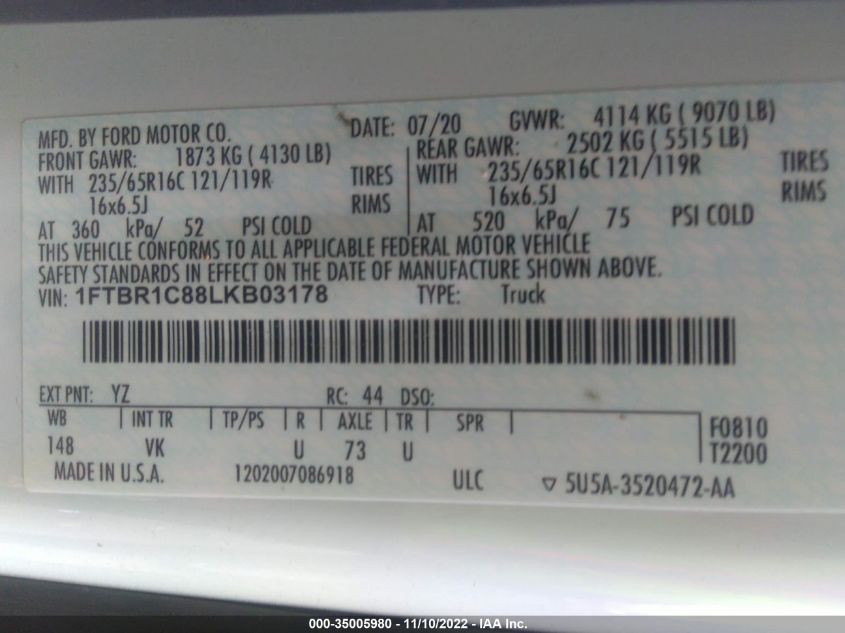 MFD. BY FORD MOTOR CO. DATE: 07/20 GVWR: 4114 KG ( 9070 LB)
FRONT GAWR: 1873 KG ( 4130 LB) REAR GAWR: 2502 KG ( 5515 LB)
WITH 235/65R16C 121/119R TIRES WITH 235/65R16C 121/119R TIRES
16x6.5J RIMS 16x6.5J RIMS
AT 360 kPa/ 52 PSI COLD AT 520 kPa/ 75 PSI COLD
THIS VEHICLE CONFORMS TO ALL APPLICABLE FEDERAL MOTOR VEHICLE
SAFETY STANDARDS IN EFFECT ON THE DATE OF MANUFACTURE SHOWN ABOVE.
VIN: 1FTBR1C88LKB03178 TYPE: Truck
EXT PNT: YZ RC: 44 DSO:
WB INT TR TP/PS R AXLE TR SPR F0810
148 VK U 73 U T2200
MADE IN U.S.A. 1202007086918 ULC ▽ 5U5A-3520472-AA
000-35005980 - 11/10/2022 - IAA Inc.